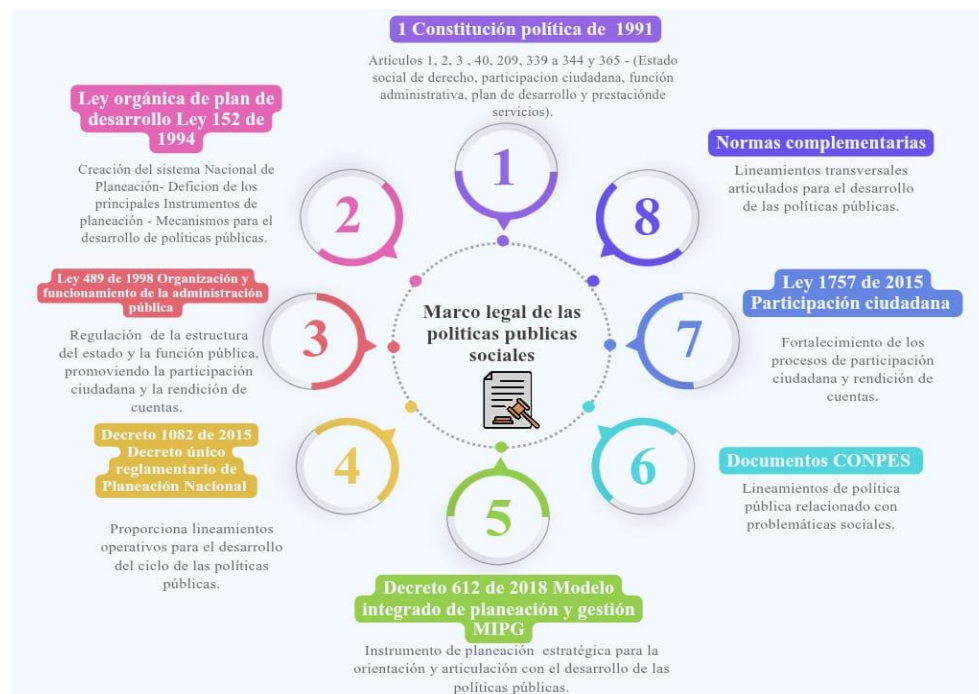 1 Constitución política de  1991
Artículos 1, 2, 3 , 40, 209, 339 a 344 y 365 - (Estado
social de derecho, participacion ciudadana, función
administrativa, plan de desarrollo y prestaciónde
servicios).
1
Ley orgánica de plan de
desarrollo Ley 152 de
1994
Creación del sistema Nacional de
Planeación- Deficion de los
principales Instrumentos de
planeación - Mecanismos para el
desarrollo de políticas públicas.
2
Ley 489 de 1998 Organización y
funcionamiento de la administración
pública
Regulación  de la estructura
del estado y la función pública,
promoviendo la participación
ciudadana y la rendición de
cuentas.
3
Decreto 1082 de 2015
Decreto único
reglamentario de
Planeación Nacional
Proporciona lineamientos
operativos para el desarrollo
del ciclo de las políticas
públicas.
4
5
Decreto 612 de 2018 Modelo
integrado de planeación y gestión
MIPG
Instrumento de planeación  estratégica para la
orientación y articulación con el desarrollo de las
políticas públicas.
6
Documentos CONPES
Lineamientos de política
pública relacionado con
problemáticas sociales.
7
Ley 1757 de 2015
Participación ciudadana
Fortalecimiento de los
procesos de participación
ciudadana y rendición de
cuentas.
8
Normas complementarias
Lineamientos transversales
articulados para el desarrollo
de las políticas públicas.
Marco legal de las
politicas publicas
sociales